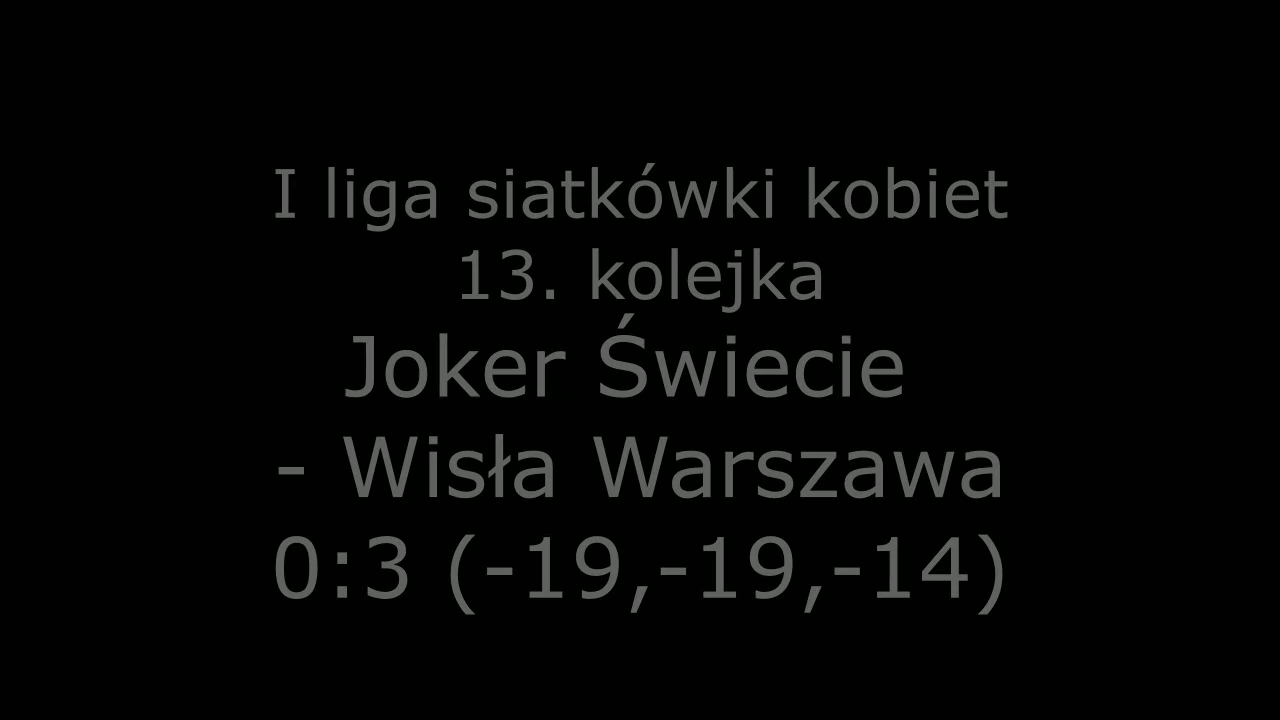 I liga siatkówki kobiet
13. kolejka
Joker Świecie
- Wisła Warszawa
0:3 (-19,-19,-14)